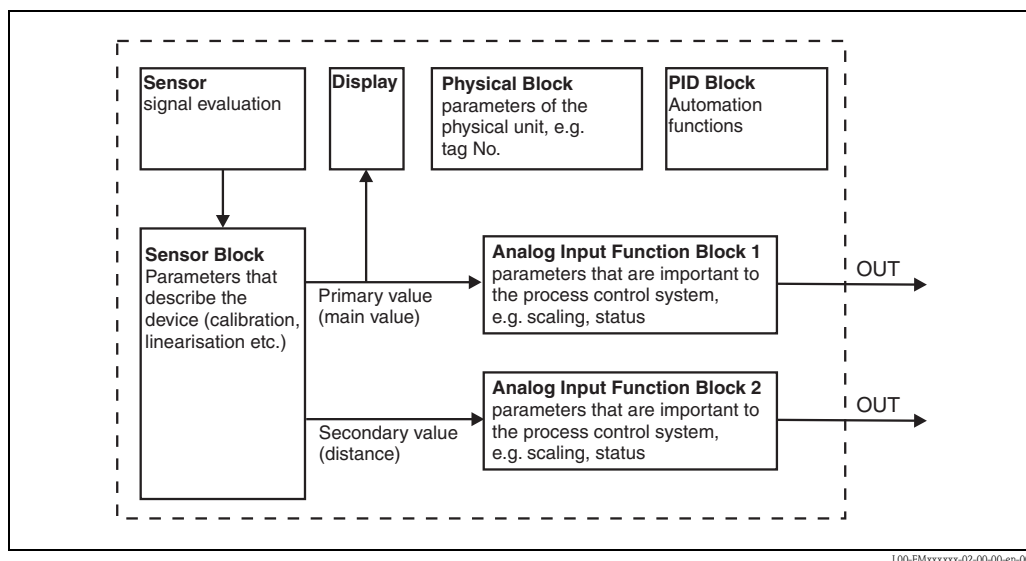 Sensor
signal evaluation
Display
Physical Block
parameters of the
physical unit, e.g.
tag No.
PID Block
Automation
functions
Sensor Block
Parameters that
describe the
device (calibration,
linearisation etc.)
Primary value
(main value)
Analog Input Function Block 1
parameters that are important to
the process control system,
e.g. scaling, status
OUT
Secondary value
(distance)
Analog Input Function Block 2
parameters that are important to
the process control system,
e.g. scaling, status
OUT